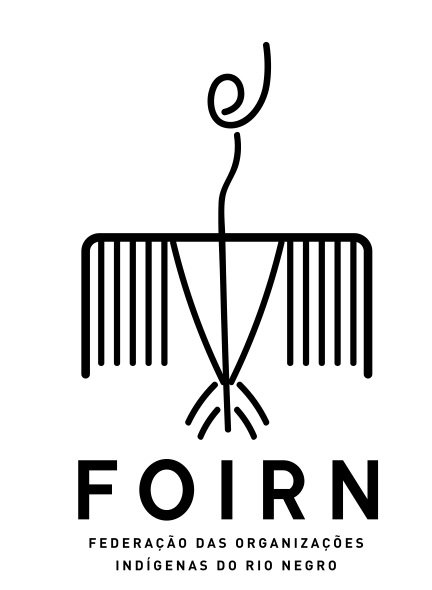 FOIRN
FEDERAÇÃO DAS ORGANIZAÇÕES
INDÍGENAS DO RIO NEGRO